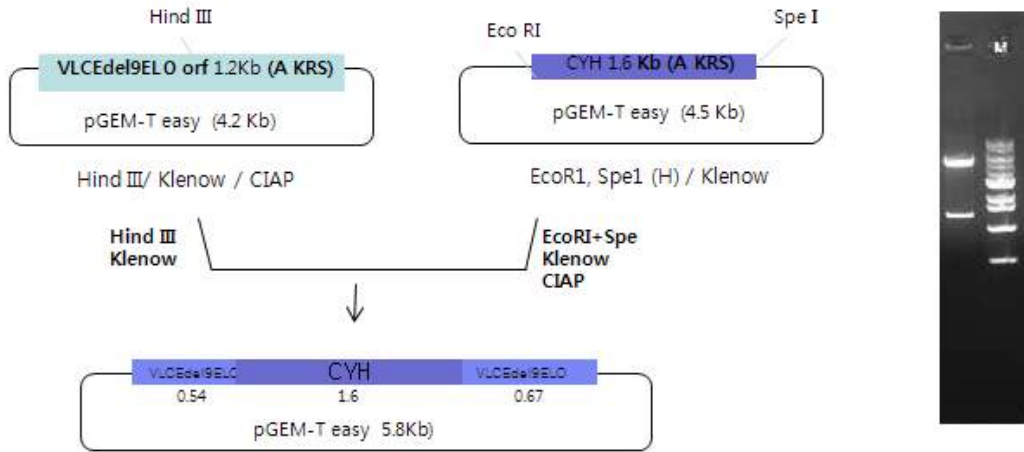 Hind Ⅲ
VLCEdel9ELO orf 1.2Kb (A KRS)
pGEM-T easy (4.2 Kb)
Hind Ⅲ/ Klenow / CIAP
Eco RI
Spe I
CYH 1.6 Kb (A KRS)
pGEM-T easy (4.5 Kb)
EcoR1, Spe1 (H) / Klenow
Hind Ⅲ
Klenow
EcoRI+Spe
Klenow
CIAP
VLCEdel9ELO
CYH
VLCEdel9ELO
0.54
1.6
0.67
pGEM-T easy 5.8Kb)
M